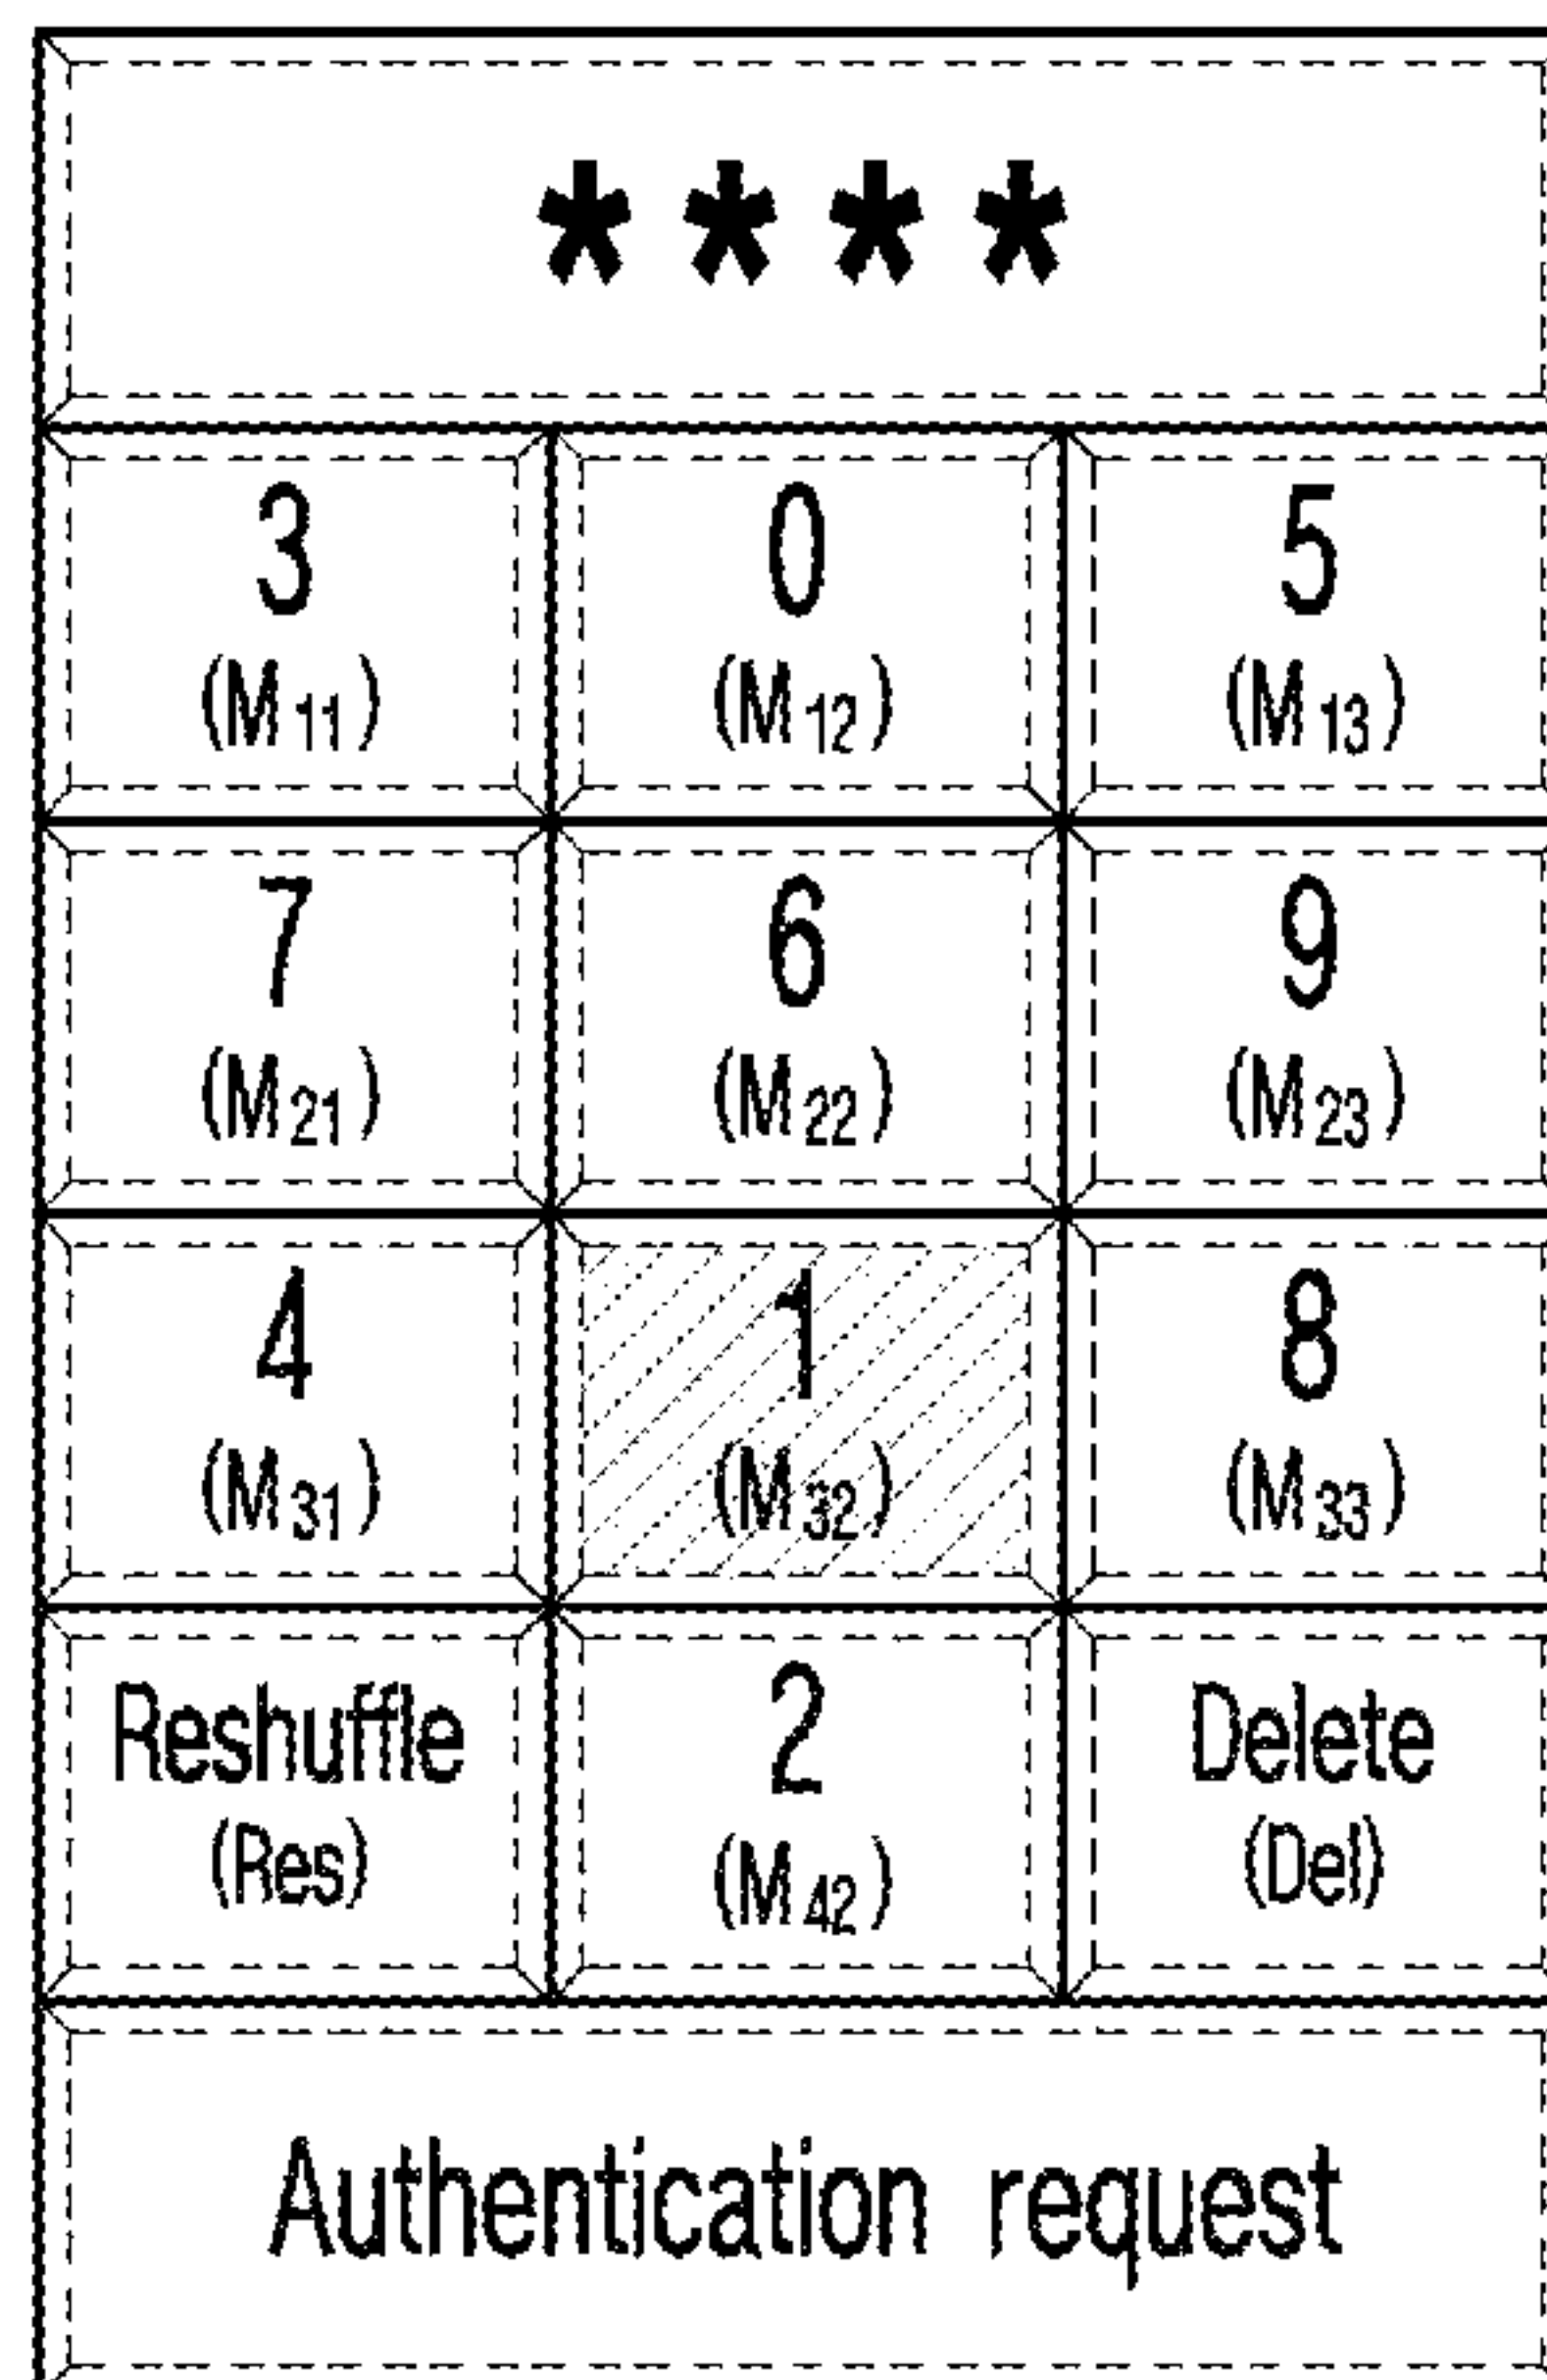 ****
3 0 5
(M11) (M12) (M13)
7 6 9
(M21) (M22) (M23)
4 1 8
(M31) (M32) (M33)
Reshuffle 2 Delete
(Res) (M42) (Del)
Authentication request